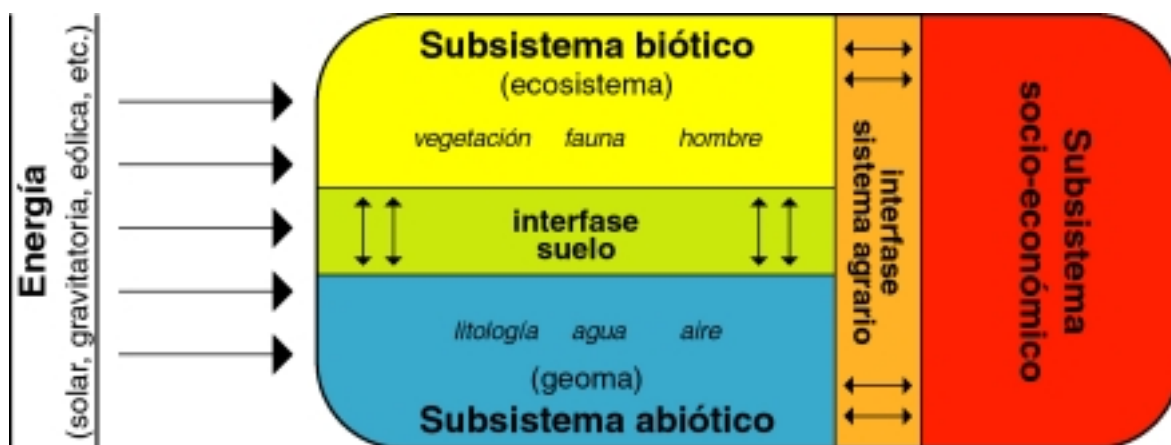 Energía
(solar, gravitatoria, eólica, etc.)
Subsistema biótico
(ecosistema)
vegetación fauna hombre
interfase
suelo
litología agua aire
(geoma)
Subsistema abiótico
interfase
sistema agrario
Subsistema
socio-económico